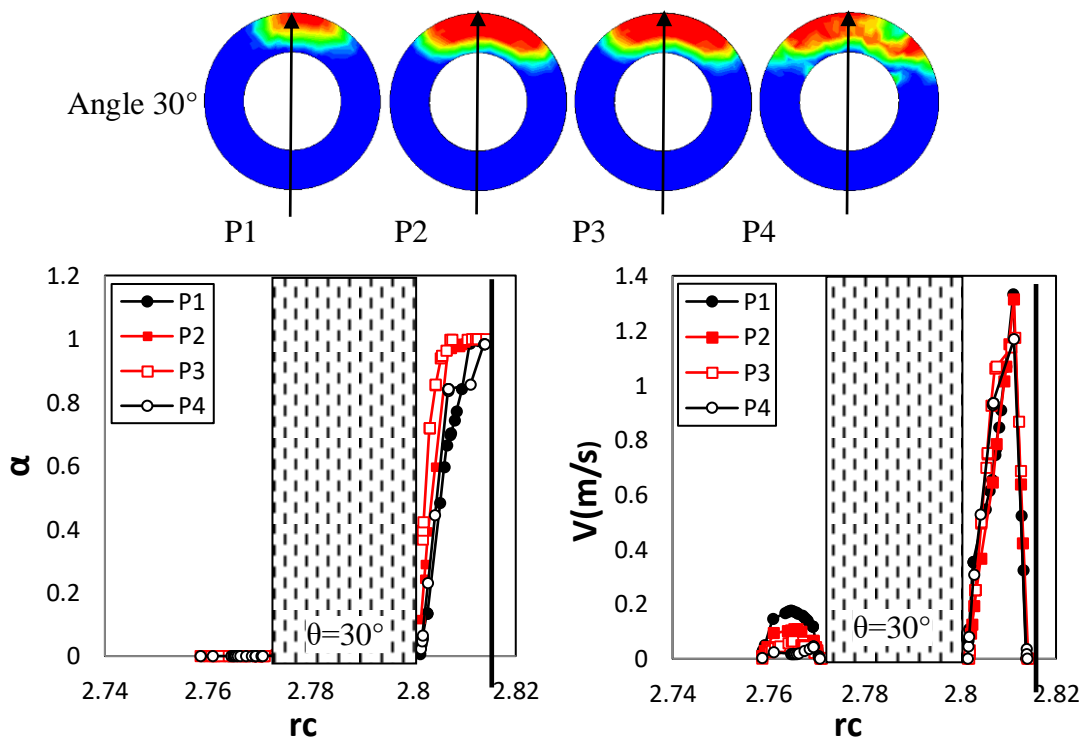 Angle 30°
P1
P2
P3
P4
1.2
1
0.8
0.6
0.4
0.2
0
α
P1
P2
P3
P4
θ=30°
2.74
2.76
2.78
2.8
2.82
rc
1.4
1.2
1
0.8
0.6
0.4
0.2
0
V(m/s)
P1
P2
P3
P4
θ=30°
2.74
2.76
2.78
2.8
2.82
rc